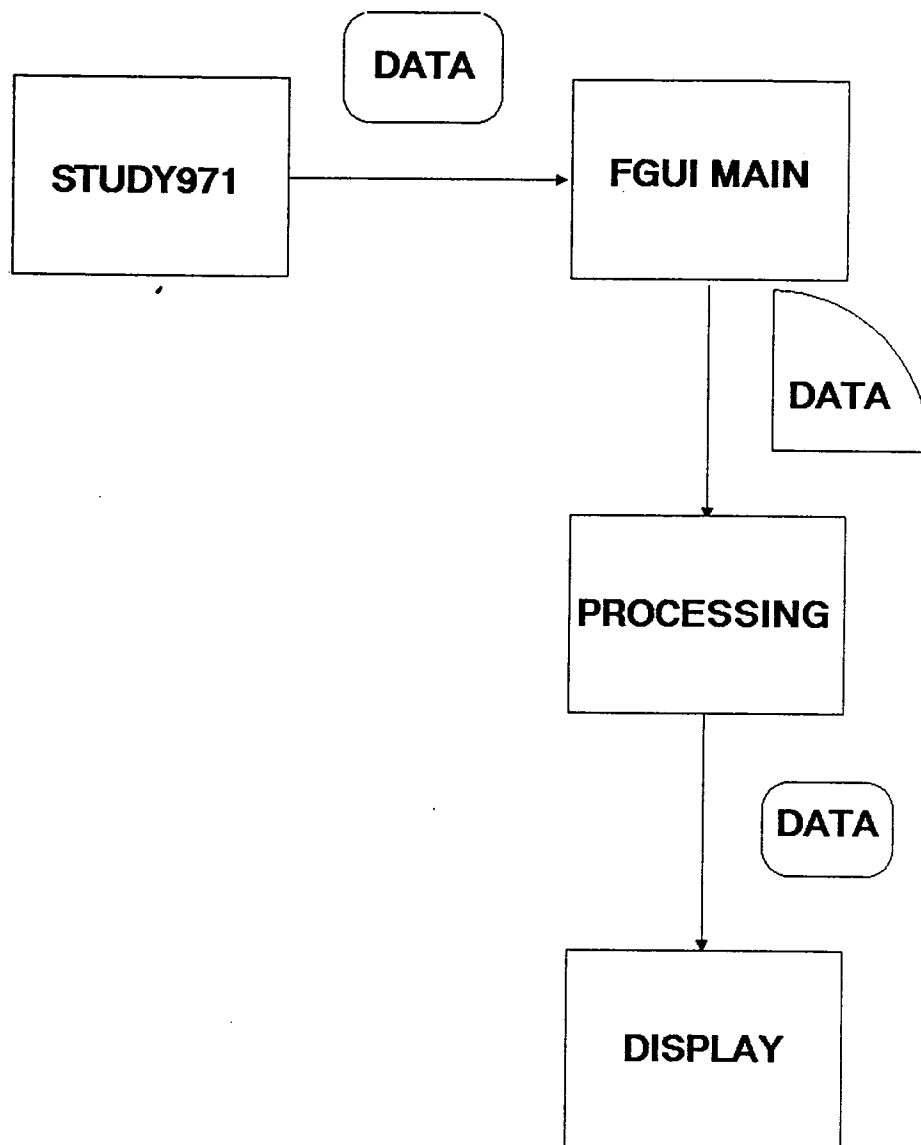 DATA
STUDY971
FGUI MAIN
DATA
PROCESSING
DATA
DISPLAY